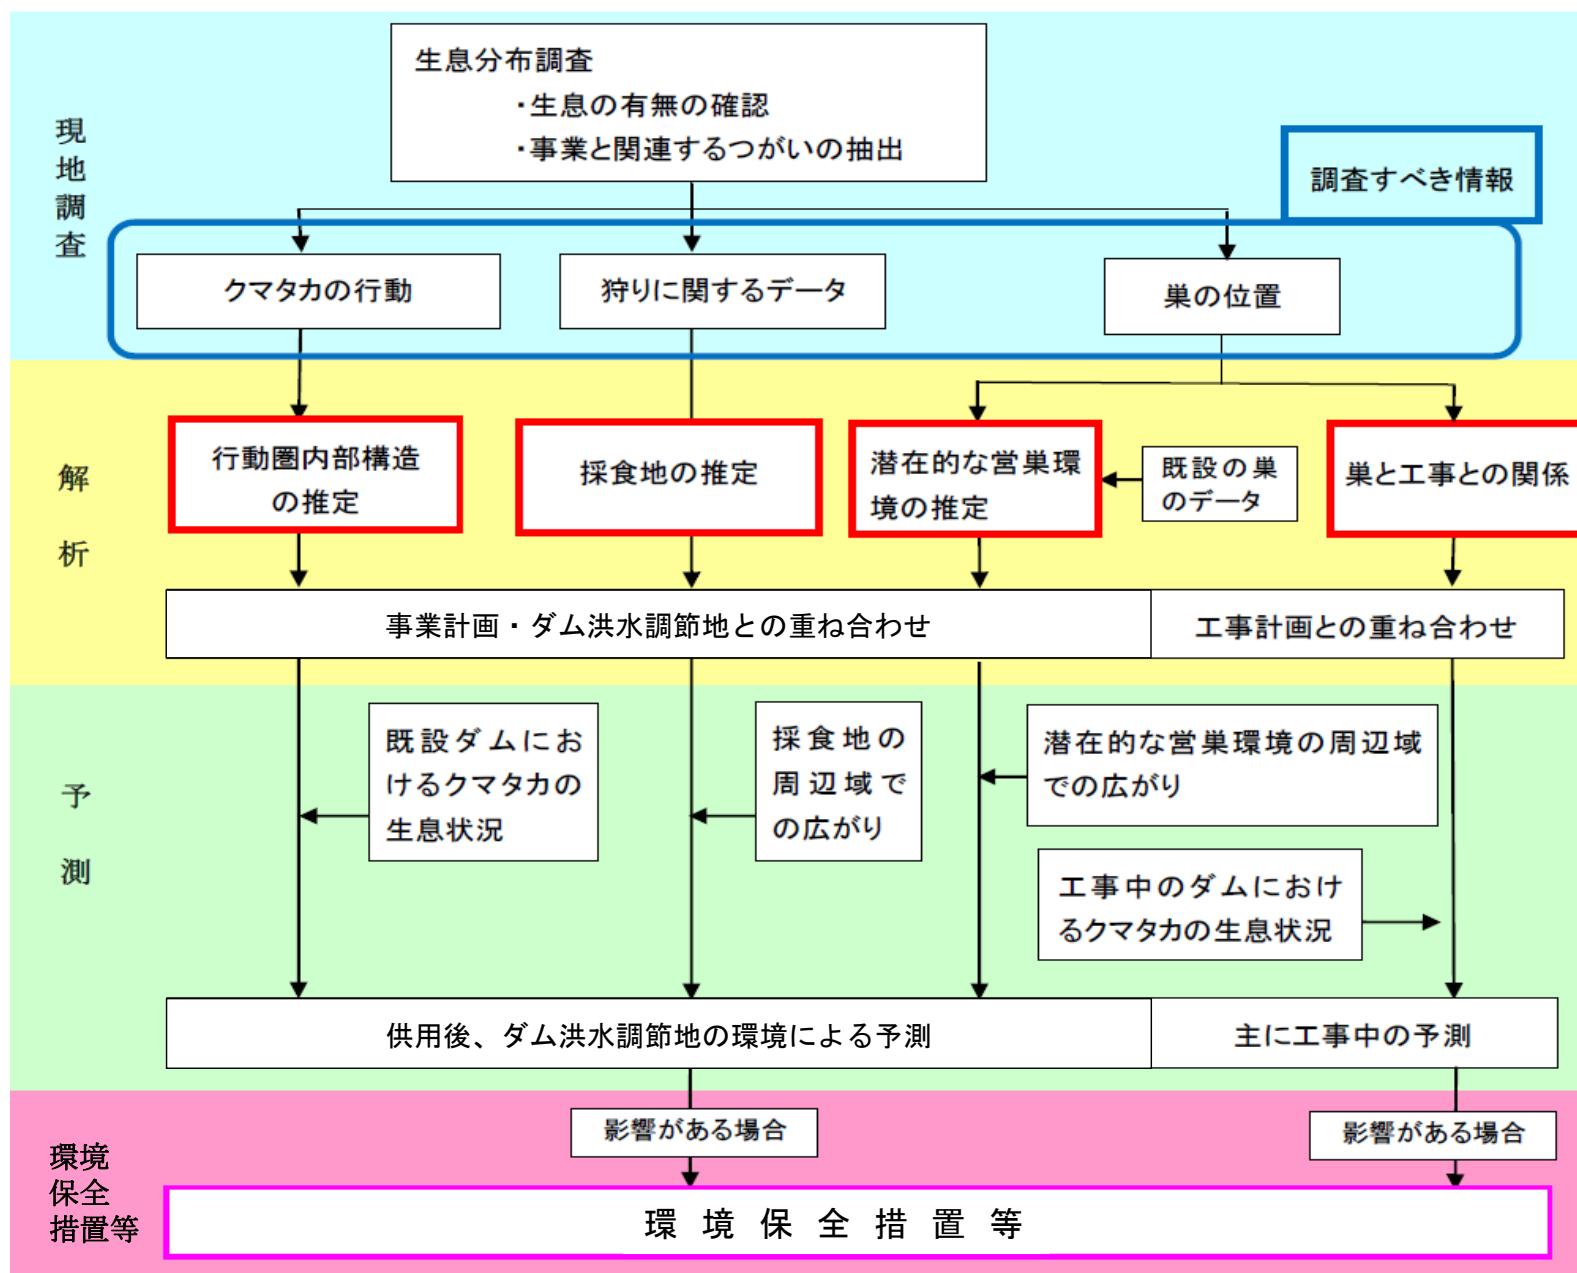 生息分布調査
・生息の有無の確認
・事業と関連するつがいの抽出
現地調査
調査すべき情報
クマタカの行動
狩りに関するデータ
巣の位置
解析
行動圏内部構造
の推定
採食地の推定
潜在的な営巣環
境の推定
既設の巣
のデータ
巣と工事との関係
事業計画・ダム洪水調節地との重ね合わせ
工事計画との重ね合わせ
予測
既設ダムにお
けるクマタカの
生息状況
採食地の
周辺域で
の広がり
潜在的な営巣環境の周辺域
での広がり
工事中のダムにおけ
るクマタカの生息状況
供用後、ダム洪水調節地の環境による予測
主に工事中の予測
影響がある場合
影響がある場合
環境
保全
措置等
環境保全措置等